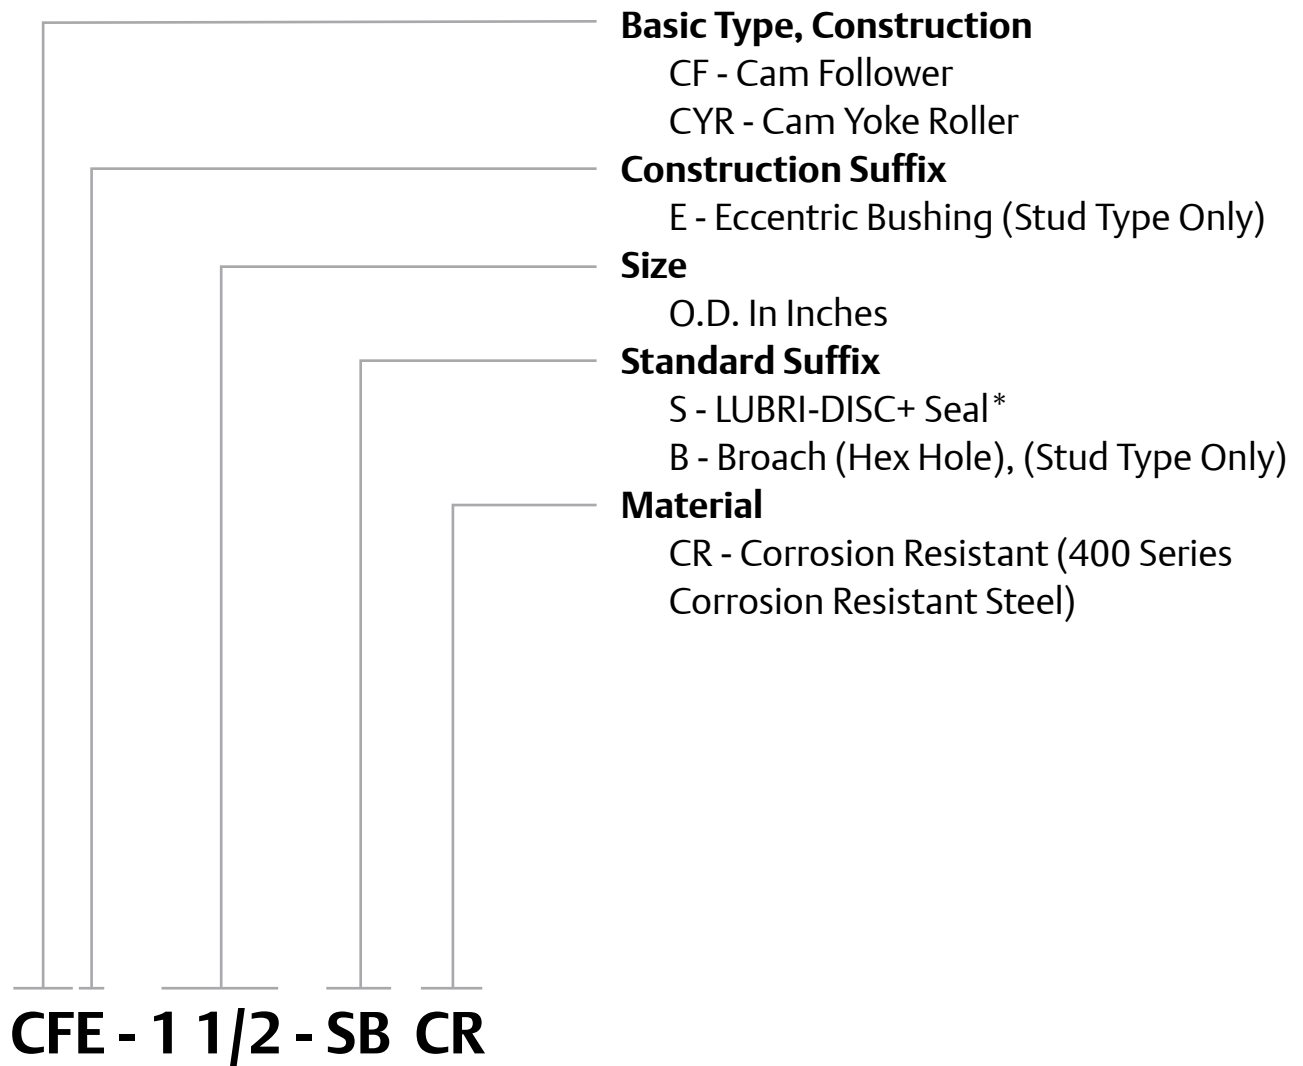 Basic Type, Construction
CF - Cam Follower
CYR - Cam Yoke Roller
Construction Suffix
E - Eccentric Bushing (Stud Type Only)
Size
O.D. In Inches
Standard Suffix
S - LUBRI-DISC+ Seal*
B - Broach (Hex Hole), (Stud Type Only)
Material
CR - Corrosion Resistant (400 Series
Corrosion Resistant Steel)
CFE - 1 1/2 - SB CR